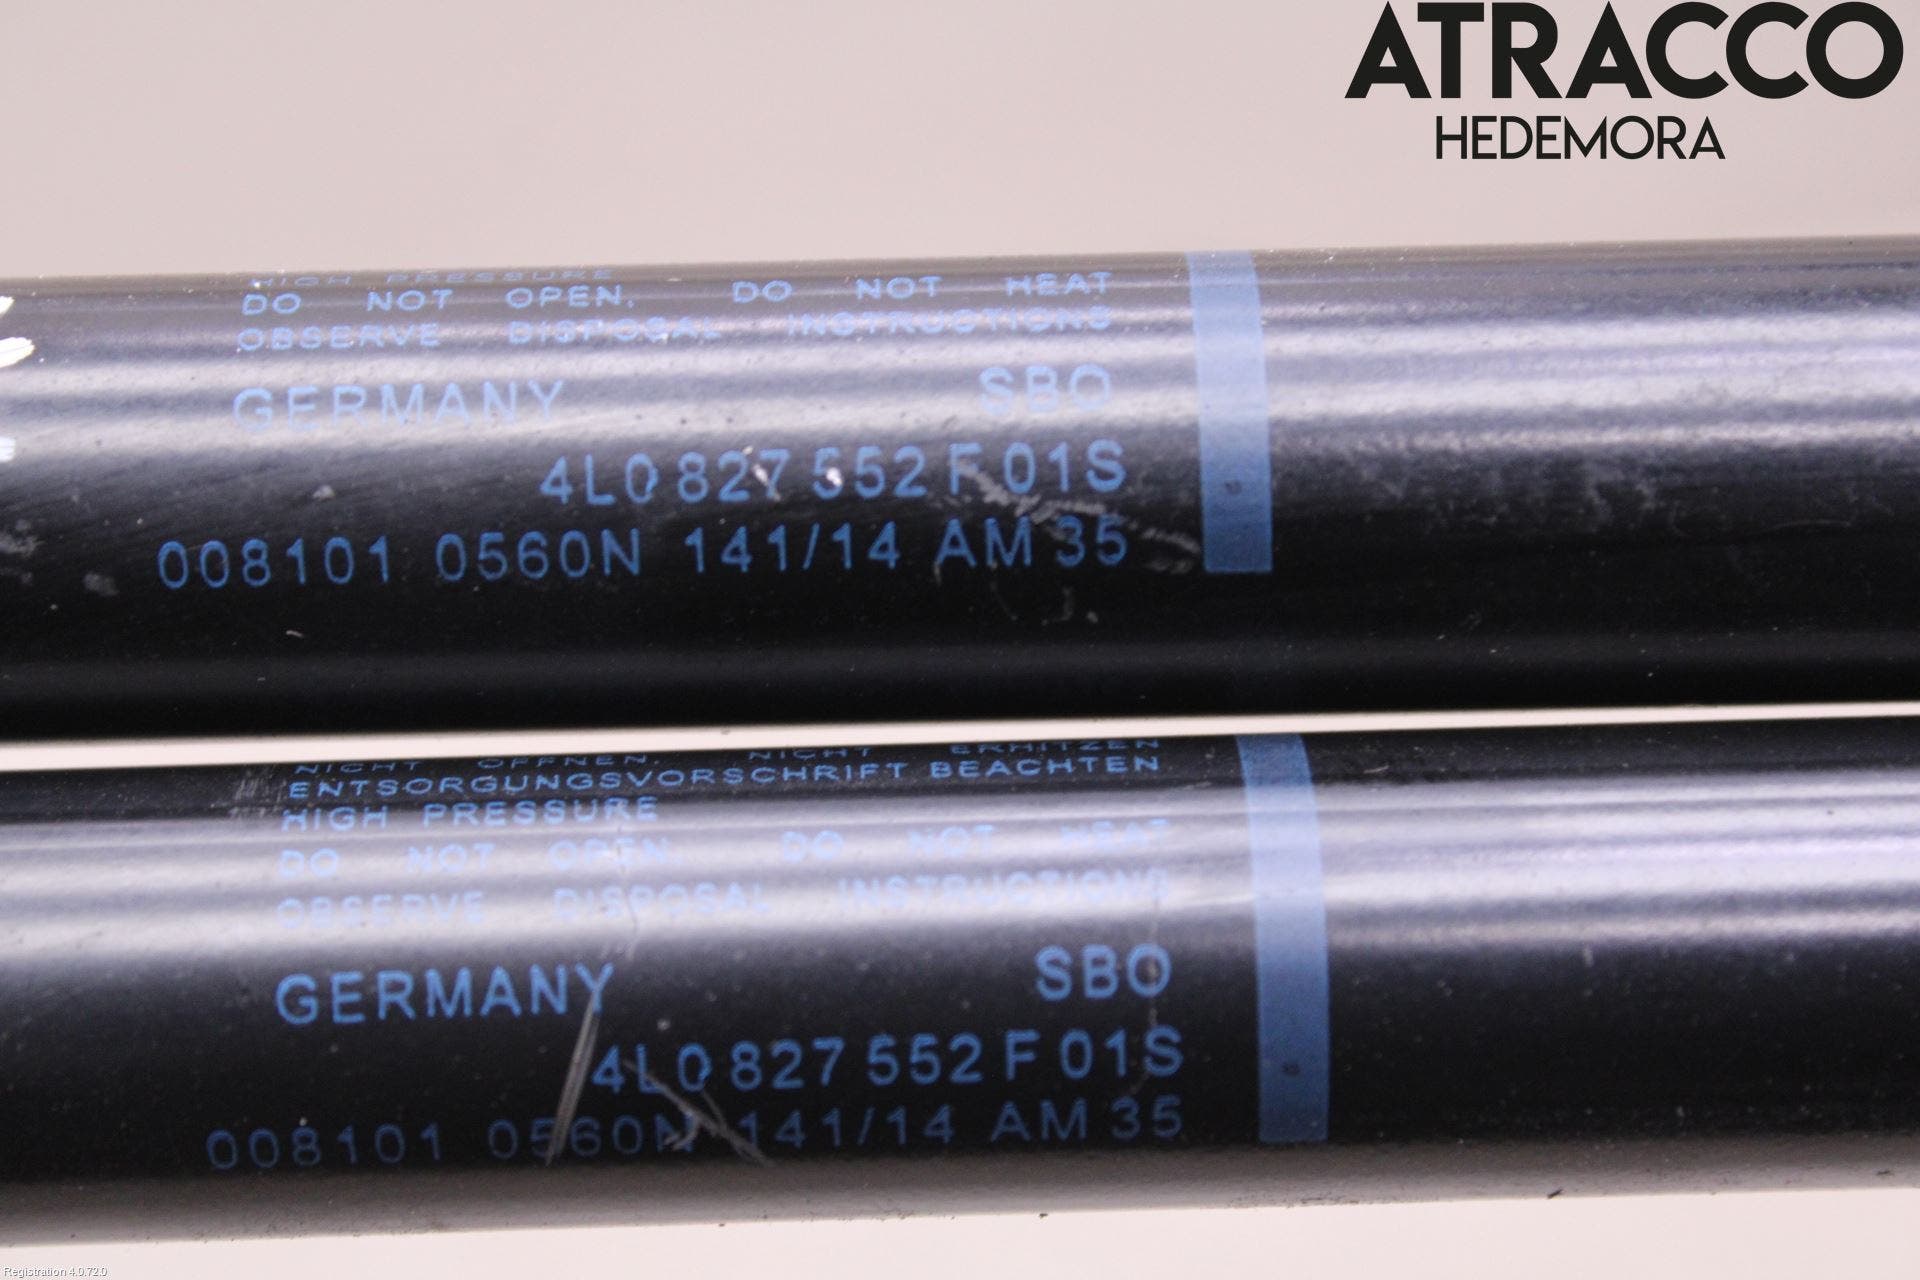 ATRACCO
HEDEMORA
HIGH PRESSURE
DO NOT OPEN. DO NOT HEAT
OBSERVE DISPOSAL INSTRUCTIONS
GERMANY SBO
4L0 827 552 F 01S
008101 0560N 141/14 AM 35
NICHT ÖFFNEN. NICHT ERHITZEN
ENTSORGUNGSVORSCHRIFT BEACHTEN
HIGH PRESSURE
DO NOT OPEN. DO NOT HEAT
OBSERVE DISPOSAL INSTRUCTIONS
GERMANY SBO
4L0 827 552 F 01S
008101 0560N 141/14 AM 35
Registration 4.0.72.0